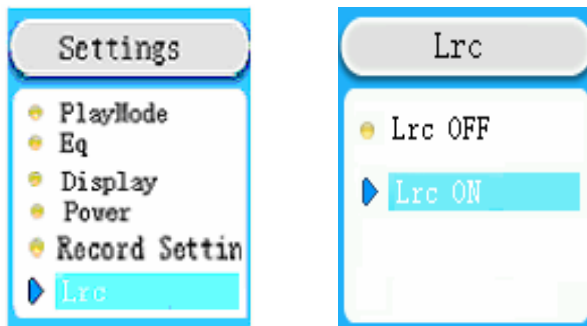 Settings
PlayMode
Eq
Display
Power
Record Settin
Lrc
Lrc
Lrc OFF
Lrc ON